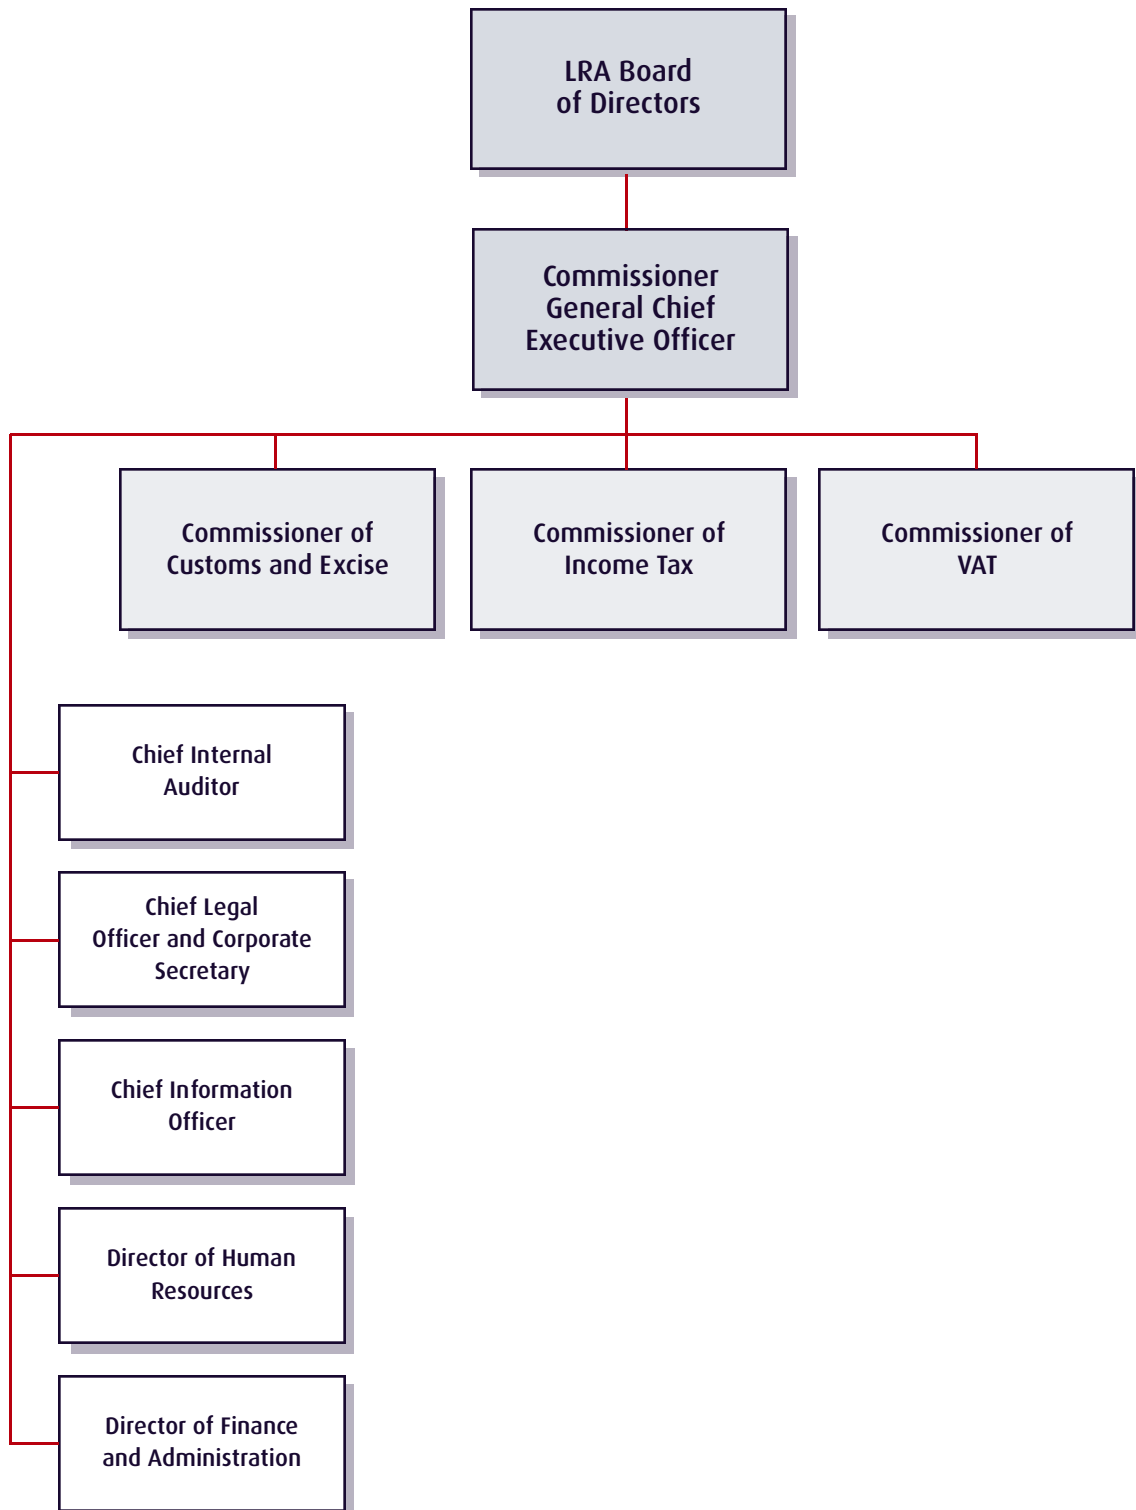 LRA Board
of Directors
Commissioner
General Chief
Executive Officer
Commissioner of
Customs and Excise
Commissioner of
Income Tax
Commissioner of
VAT
Chief Internal
Auditor
Chief Legal
Officer and Corporate
Secretary
Chief Information
Officer
Director of Human
Resources
Director of Finance
and Administration